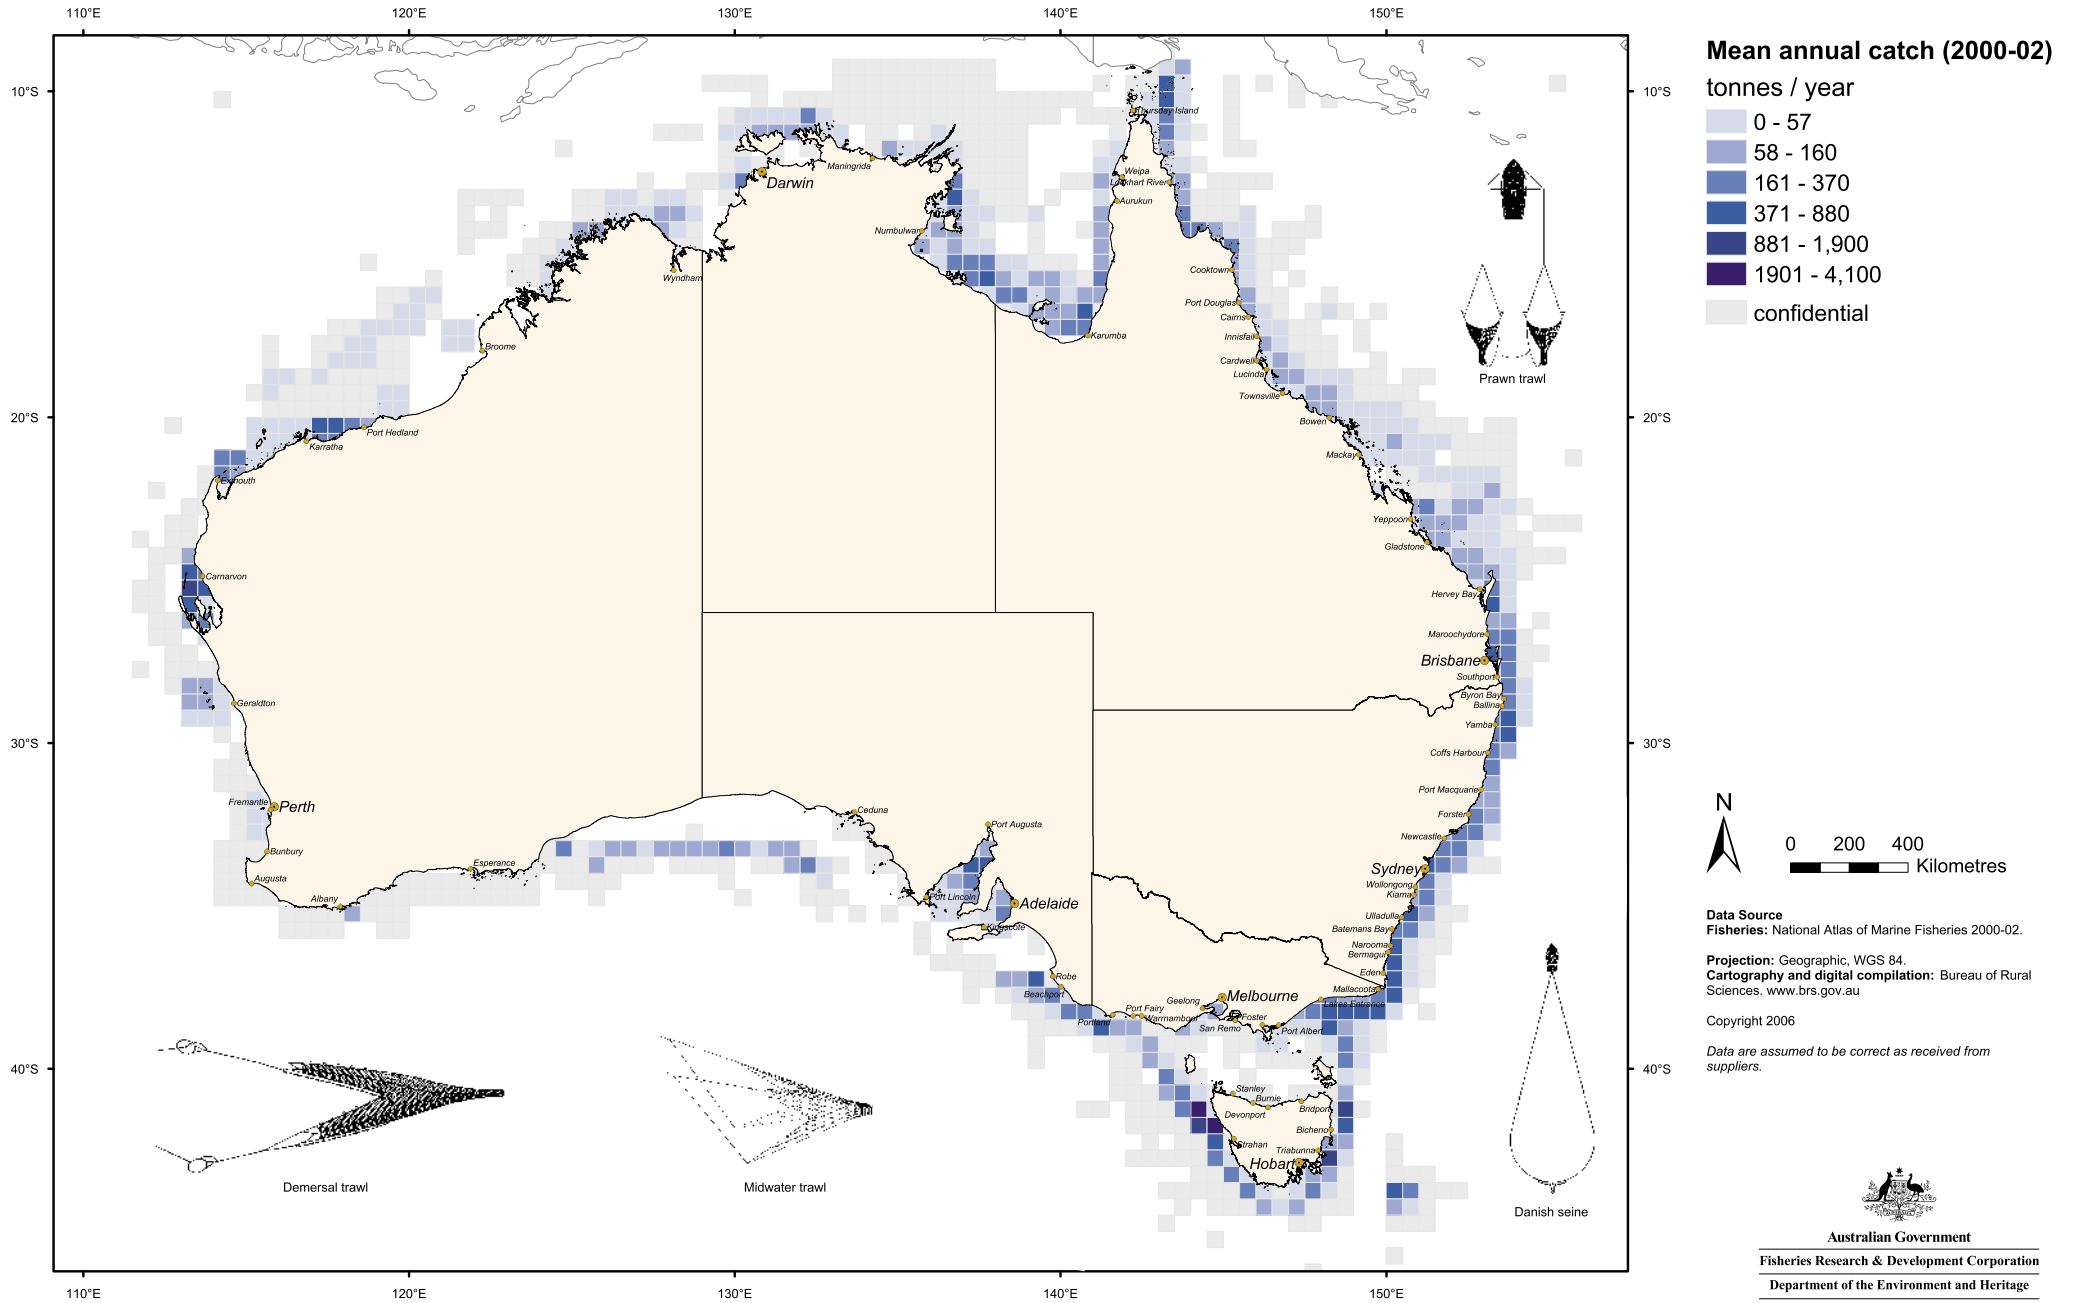 110°E 120°E 130°E 140°E 150°E
10°S 10°S
20°S 20°S
30°S 30°S
40°S 40°S
110°E 120°E 130°E 140°E 150°E
Thursday Island
Maningrida
Darwin
Weipa
Lockhart River
Aurukun
Numbulwar
Wyndham
Cooktown
Port Douglas
Cairns
Innisfail
Karumba
Broome
Cardwell
Lucinda
Townsville
Bowen
Port Hedland
Karratha
Mackay
Exmouth
Yeppoon
Gladstone
Carnarvon
Hervey Bay
Maroochydore
Brisbane
Southport
Byron Bay
Ballina
Geraldton
Yamba
Coffs Harbour
Port Macquarie
Fremantle
Perth
Ceduna
Forster
Port Augusta
Newcastle
Bunbury
Esperance
Sydney
Augusta
Wollongong
Albany
Port Lincoln
Kiama
Adelaide
Ulladulla
Kingscote
Batemans Bay
Narooma
Bermagui
Robe
Eden
Beachport
Mallacoota
Geelong
Melbourne
Lakes Entrance
Port Fairy
Portland
Warrnambool
Foster
San Remo
Port Albert
Stanley
Burnie
Devonport
Bridport
Bicheno
Strahan
Triabunna
Hobart
Prawn trawl
Demersal trawl
Midwater trawl
Danish seine
Mean annual catch (2000-02)
tonnes / year
0 - 57
58 - 160
161 - 370
371 - 880
881 - 1,900
1901 - 4,100
confidential
N
0 200 400
Kilometres
Data Source
Fisheries: National Atlas of Marine Fisheries 2000-02.
Projection: Geographic, WGS 84.
Cartography and digital compilation: Bureau of Rural
Sciences. www.brs.gov.au
Copyright 2006
Data are assumed to be correct as received from
suppliers.
Australian Government
Fisheries Research & Development Corporation
Department of the Environment and Heritage